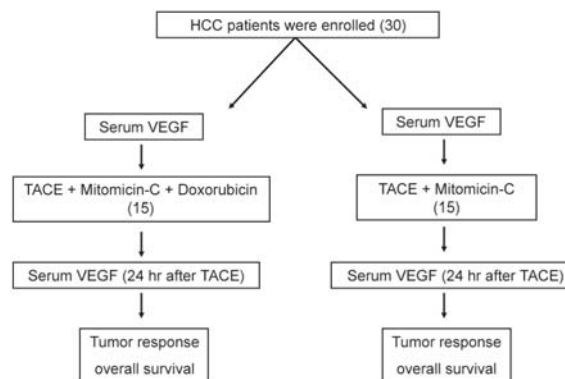 HCC patients were enrolled (30)
Serum VEGF
TACE + Mitomicin-C + Doxorubicin
(15)
Serum VEGF (24 hr after TACE)
Tumor response
overall survival
Serum VEGF
TACE + Mitomicin-C
(15)
Serum VEGF (24 hr after TACE)
Tumor response
overall survival